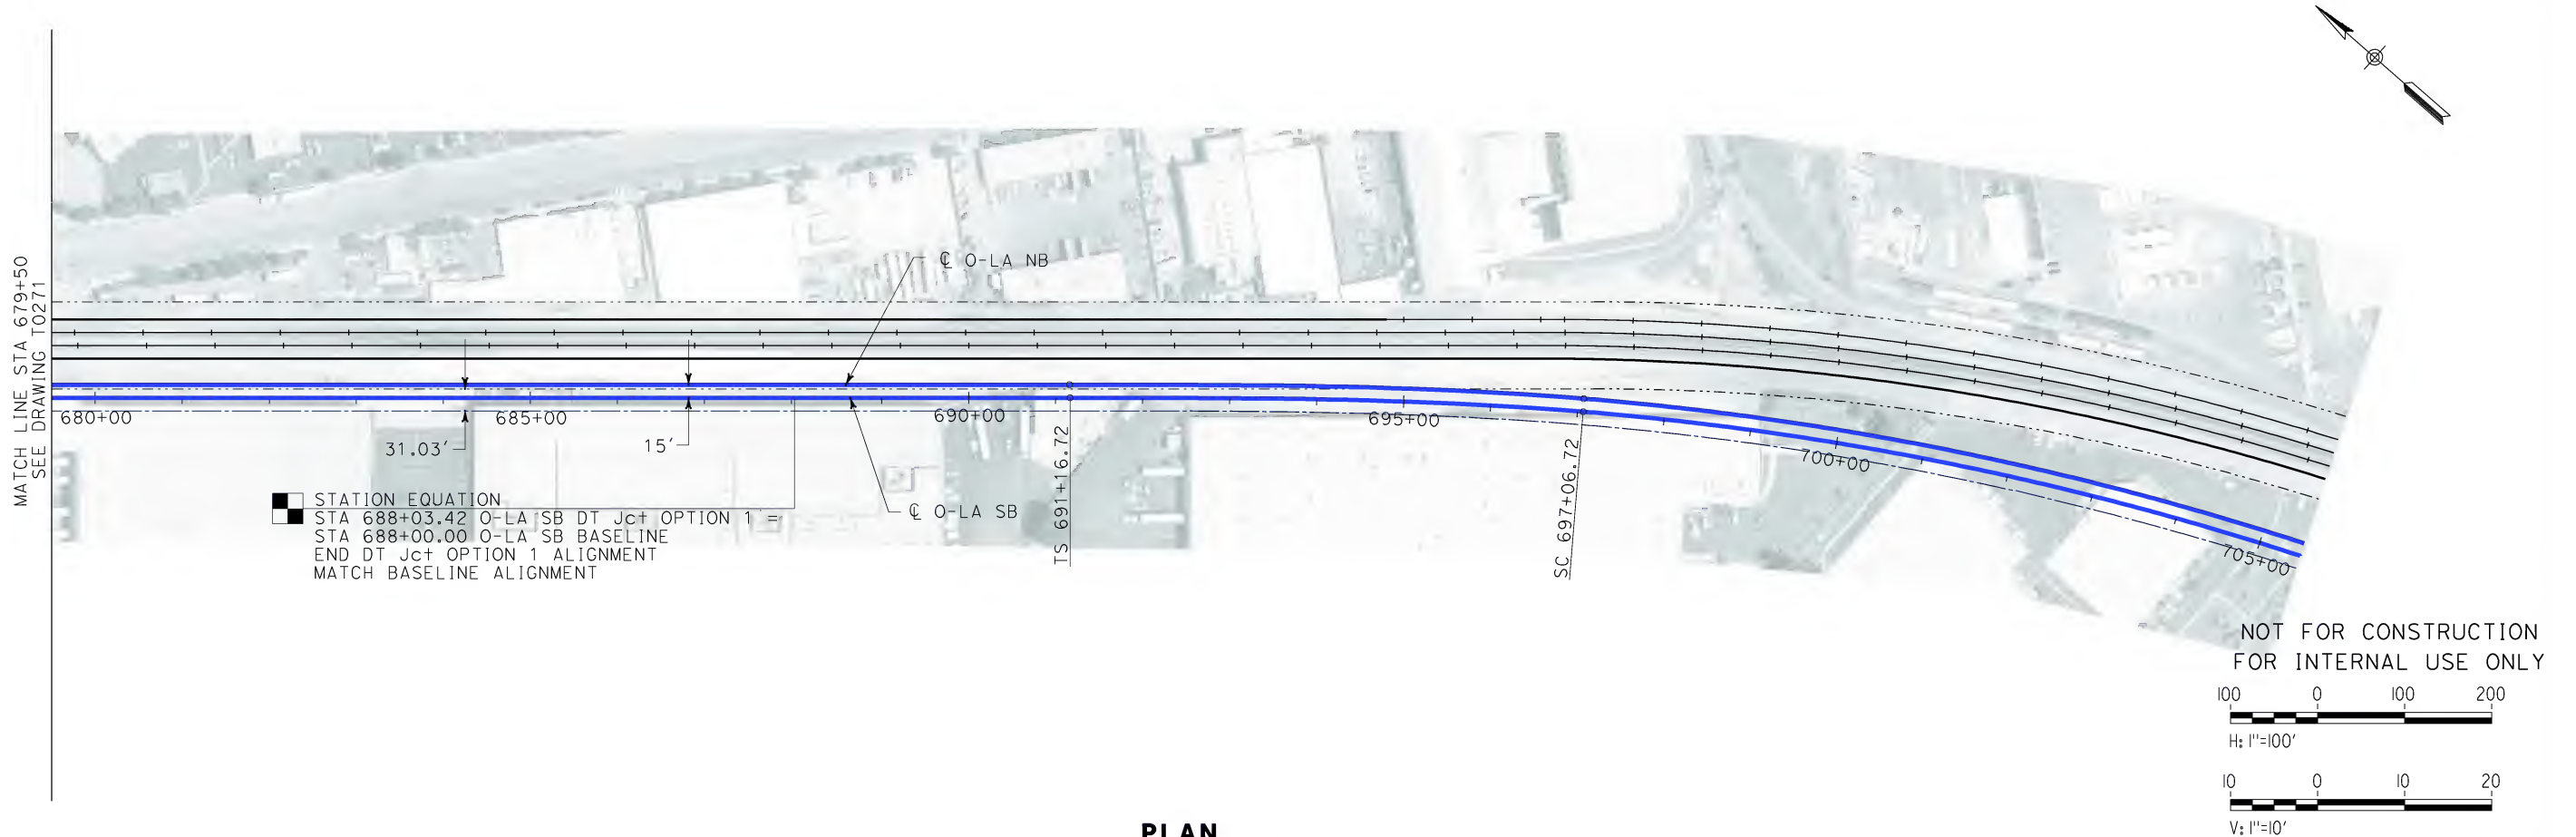 MATCH LINE STA 679+50
SEE DRAWING T0271
℄ O-LA NB
680+00
685+00
690+00
695+00
700+00
705+00
31.03'
15'
℄ O-LA SB
TS 691+16.72
SC 697+06.72
STATION EQUATION
STA 688+03.42 O-LA SB DT Jct OPTION 1 =
STA 688+00.00 O-LA SB BASELINE
END DT Jct OPTION 1 ALIGNMENT
MATCH BASELINE ALIGNMENT
NOT FOR CONSTRUCTION
FOR INTERNAL USE ONLY
100 0 100 200
H: 1"=100'
10 0 10 20
V: 1"=10'
PLAN